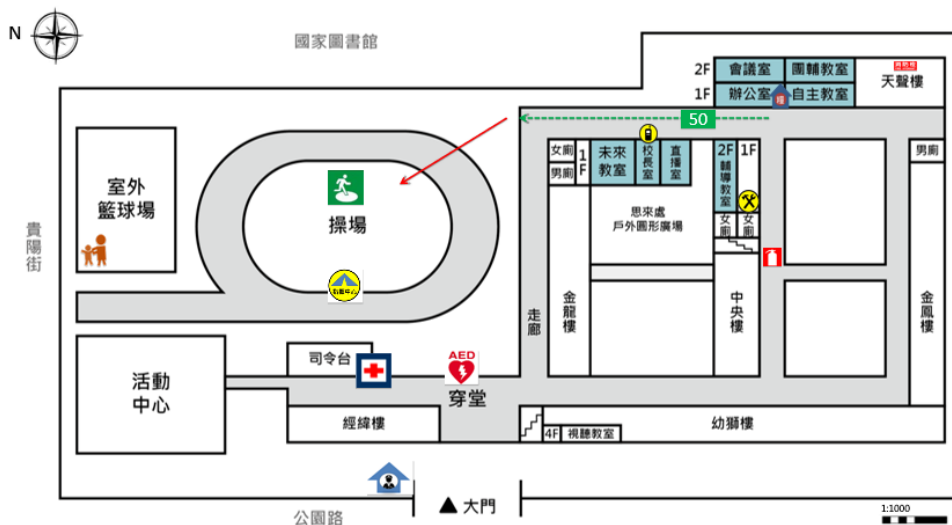 N
國家圖書館
2F
會議室
團輔教室
1F
辦公室
自主教室
天聲樓
50
女廁
男廁
1F
未來
教室
校長室
直播室
2F
輔導教室
1F
女廁
女廁
男廁
室外
籃球場
貴陽街
操場
思來處
戶外圓形廣場
走廊
金龍樓
中央樓
金鳳樓
司令台
AED
穿堂
活動
中心
經緯樓
4F
視聽教室
幼獅樓
▲大門
公園路
1:1000